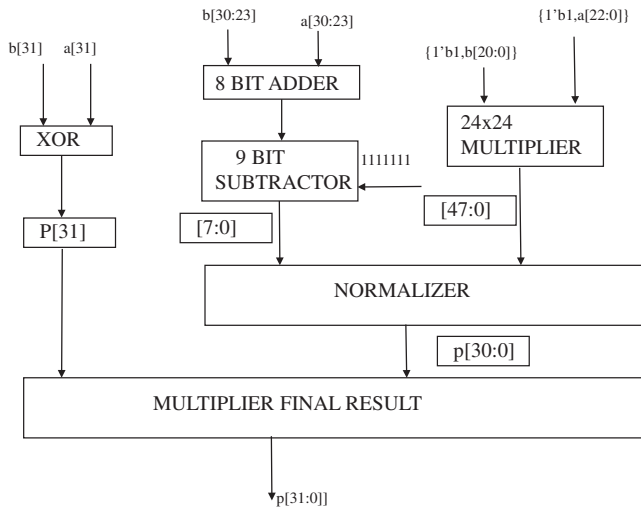 b[30:23]
a[30:23]
b[31]
a[31]
{1'b1,a[22:0]}
{1'b1,b[20:0]}
8 BIT ADDER
XOR
24x24
MULTIPLIER
9 BIT
SUBTRACTOR
1111111
P[31]
[7:0]
[47:0]
NORMALIZER
p[30:0]
MULTIPLIER FINAL RESULT
p[31:0]]